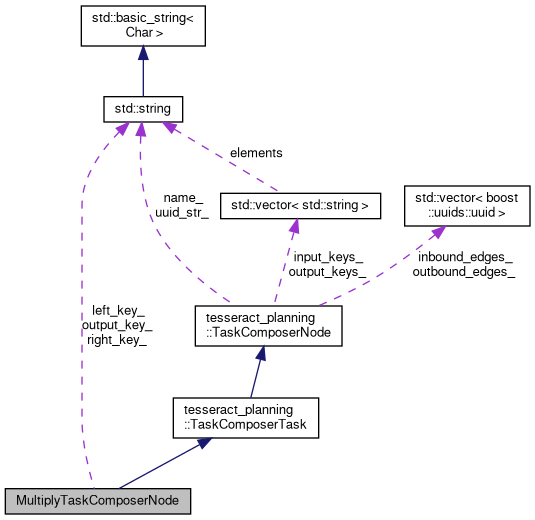 std::basic_string<
Char >
std::string
elements
name_
uuid_str_
std::vector< std::string >
std::vector< boost
::uuids::uuid >
input_keys_
output_keys_
inbound_edges_
outbound_edges_
left_key_
output_key_
right_key_
tesseract_planning
::TaskComposerNode
tesseract_planning
::TaskComposerTask
MultiplyTaskComposerNode